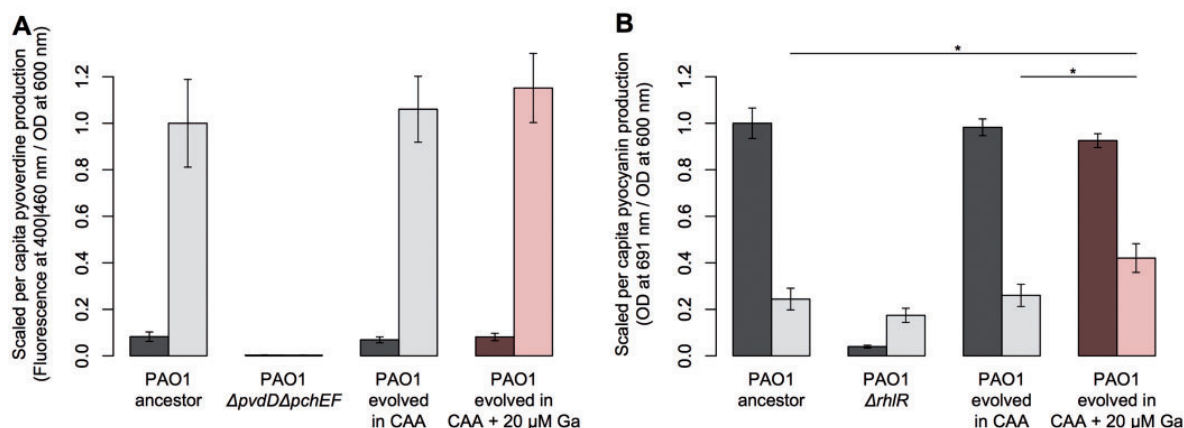 A
Scaled per capita pyoverdine production
(Fluorescence at 400|460 nm / OD at 600 nm)
1.2
1.0
0.8
0.6
0.4
0.2
0.0
PAO1
ancestor
PAO1
ΔpvdDΔpchEF
PAO1
evolved
in CAA
PAO1
evolved in
CAA + 20 µM Ga
B
Scaled per capita pyocyanin production
(OD at 691 nm / OD at 600 nm)
1.2
1.0
0.8
0.6
0.4
0.2
0.0
*
*
PAO1
ancestor
PAO1
ΔrhlR
PAO1
evolved
in CAA
PAO1
evolved in
CAA + 20 µM Ga